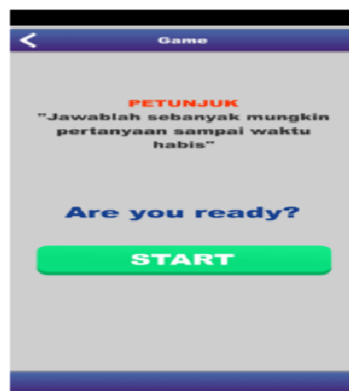 Game
PETUNJUK
"Jawablah sebanyak mungkin
pertanyaan sampai waktu
habis"
Are you ready?
START